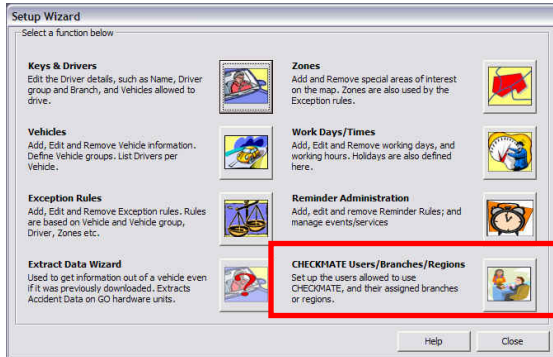 Setup Wizard
Select a function below
Keys & Drivers
Edit the Driver details, such as Name, Driver
group and Branch, and Vehicles allowed to
drive.
Vehicles
Add, Edit and Remove Vehicle information.
Define Vehicle groups. List Drivers per
Vehicle.
Exception Rules
Add, Edit and Remove Exception rules. Rules
are based on Vehicle and Vehicle group,
Driver, Zones etc.
Extract Data Wizard
Used to get information out of a vehicle even
if it was previously downloaded. Extracts
Accident Data on GO hardware units.
Zones
Add and Remove special areas of interest
on the map. Zones are also used by the
Exception rules.
Work Days/Times
Add, Edit and Remove working days, and
working hours. Holidays are also defined
here.
Reminder Administration
Add, edit and remove Reminder Rules; and
manage events/services
CHECKMATE Users/Branches/Regions
Set up the users allowed to use
CHECKMATE, and their assigned branches
or regions.
Help
Close